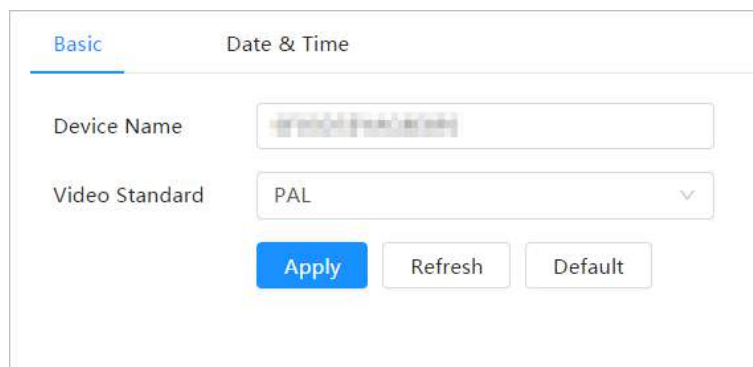 Basic Date & Time
Device Name
Video Standard PAL
Apply Refresh Default